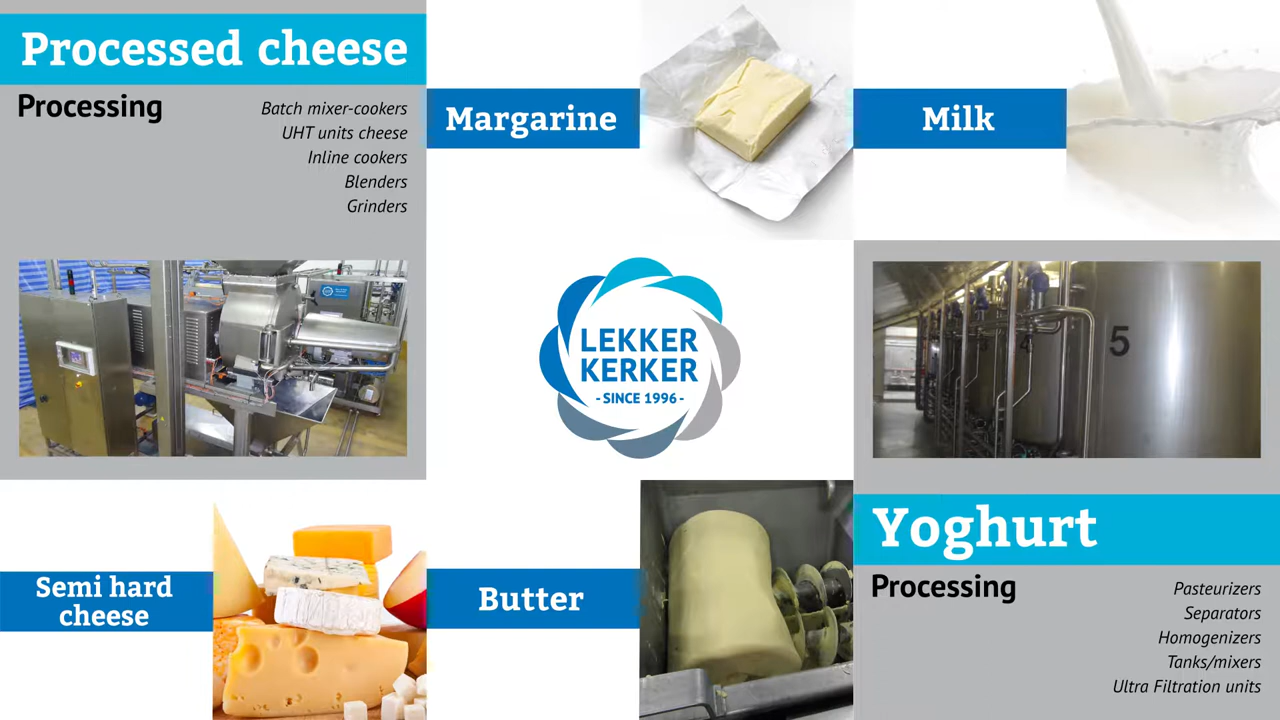 Processed cheese
Processing
Batch mixer-cookers
UHT units cheese
Inline cookers
Blenders
Grinders
Margarine
Milk
LEKKER
KERKER
- SINCE 1996 -
3
4
5
Semi hard
cheese
Butter
Yoghurt
Processing
Pasteurizers
Separators
Homogenizers
Tanks/mixers
Ultra Filtration units